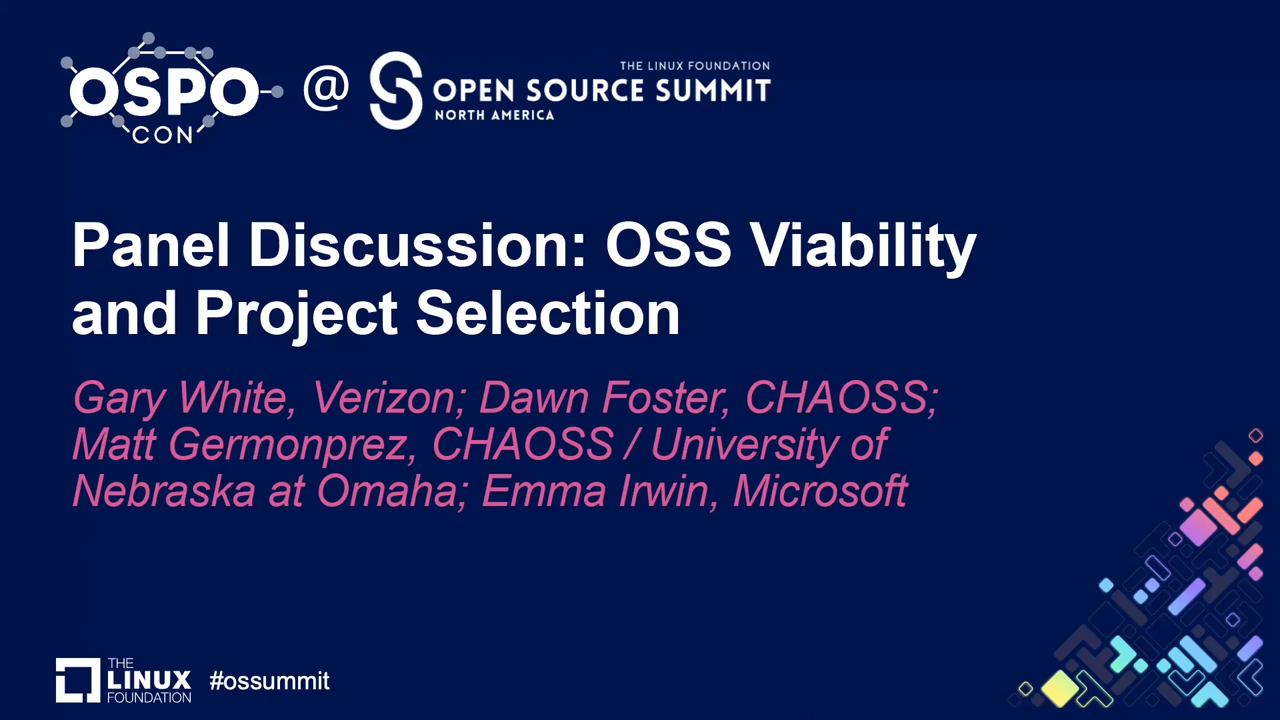 OSPO
CON
@
THE LINUX FOUNDATION
OPEN SOURCE SUMMIT
NORTH AMERICA
Panel Discussion: OSS Viability
and Project Selection
Gary White, Verizon; Dawn Foster, CHAOSS;
Matt Germonprez, CHAOSS / University of
Nebraska at Omaha; Emma Irwin, Microsoft
THE
LINUX
FOUNDATION
#ossummit